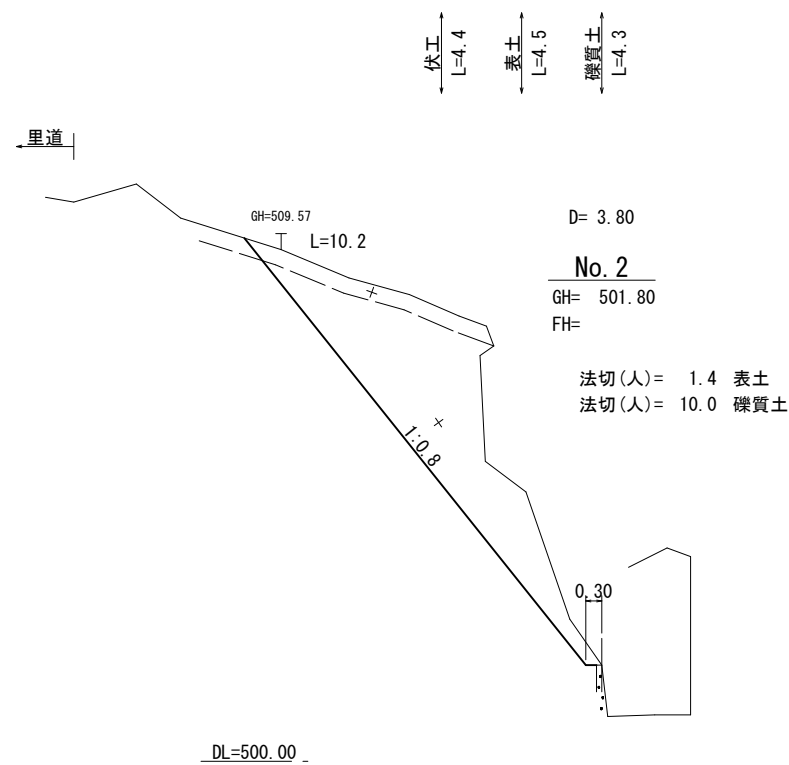 伏工
L=4.4
表土
L=4.5
礫質土
L=4.3
里道
GH=509.57
L=10.2
D= 3.80
No.2
GH= 501.80
FH=
法切(人)= 1.4 表土
法切(人)= 10.0 礫質土
1:0.8
0.30
DL=500.00